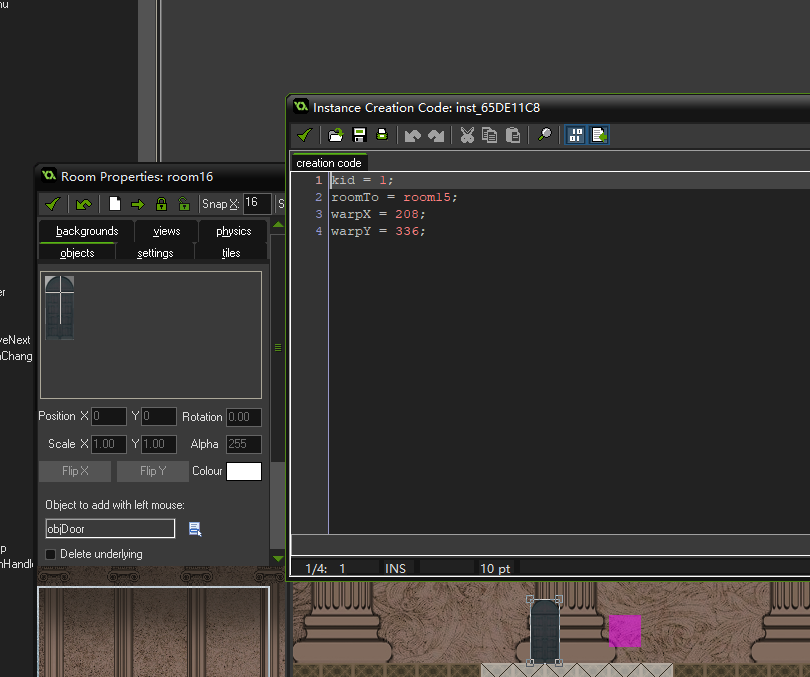 nu
Instance Creation Code: inst_65DE11C8
creation code
1 kid = 1;
2 roomTo = room15;
3 warpX = 208;
4 warpY = 336;
1/4: 1 INS 10 pt
Room Properties: room16
Snap X: 16 S
backgrounds views physics
objects settings tiles
Position X 0 Y 0 Rotation 0.00
Scale X 1.00 Y 1.00 Alpha 255
Flip X Flip Y Colour
Object to add with left mouse:
objDoor
Delete underlying
er
veNext
nChang
p
nHandle